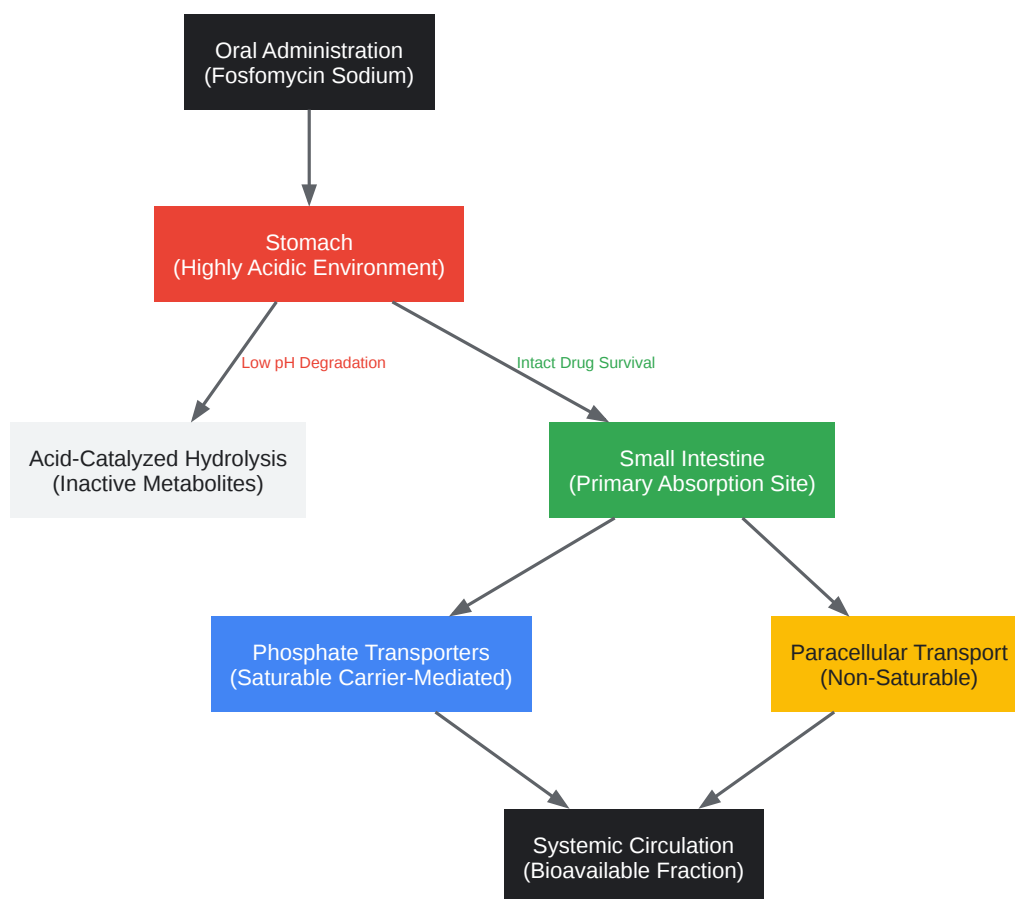 Oral Administration
(Fosfomycin Sodium)
Stomach
(Highly Acidic Environment)
Low pH Degradation
Intact Drug Survival
Acid-Catalyzed Hydrolysis
(Inactive Metabolites)
Small Intestine
(Primary Absorption Site)
Phosphate Transporters
(Saturable Carrier-Mediated)
Paracellular Transport
(Non-Saturable)
Systemic Circulation
(Bioavailable Fraction)